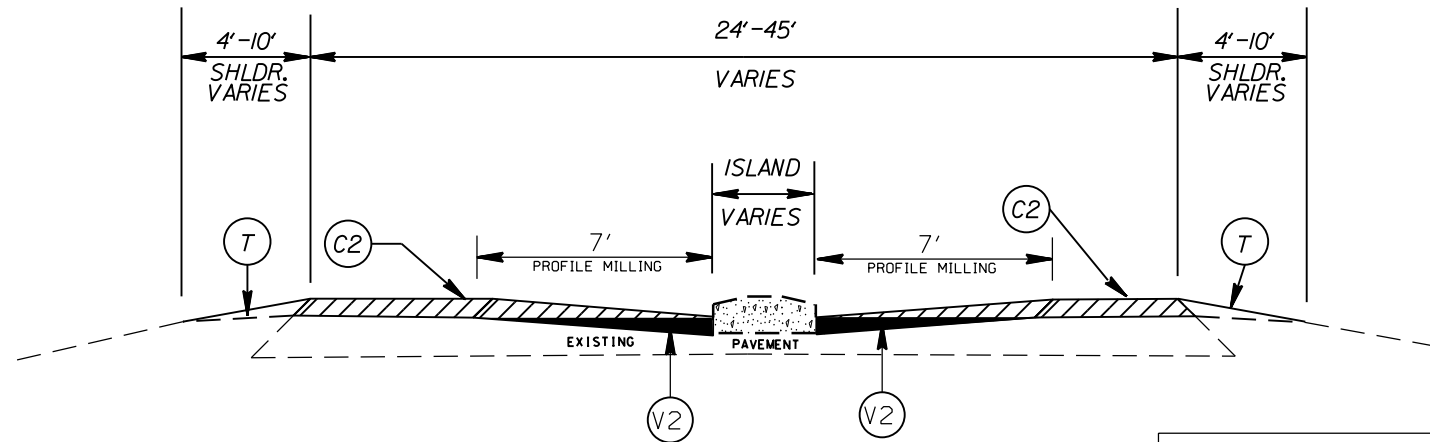 4'-10'
SHLDR.
VARIES
24'-45'
VARIES
4'-10'
SHLDR.
VARIES
ISLAND
VARIES
T
C2
7'
PROFILE MILLING
7'
PROFILE MILLING
C2
T
EXISTING PAVEMENT
V2
V2